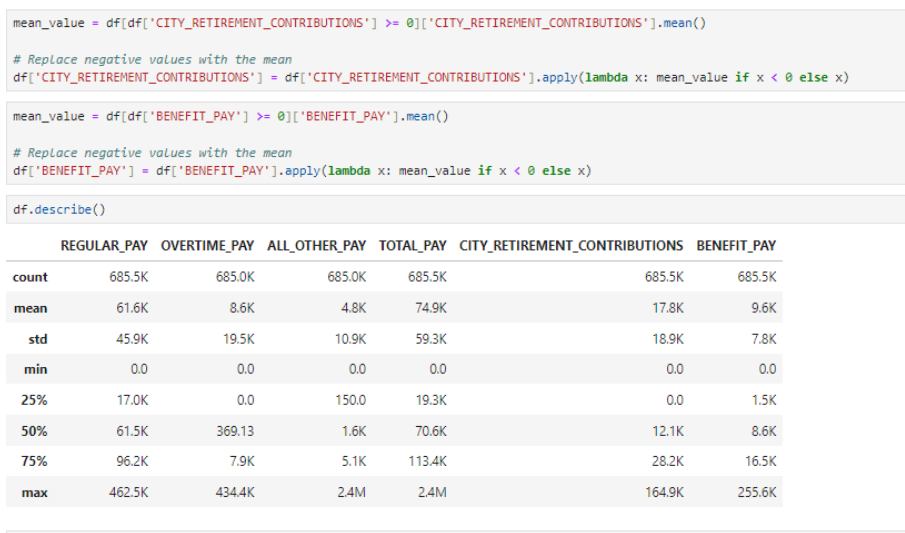 mean_value = df[df['CITY_RETIREMENT_CONTRIBUTIONS'] >= 0]['CITY_RETIREMENT_CONTRIBUTIONS'].mean()
# Replace negative values with the mean
df['CITY_RETIREMENT_CONTRIBUTIONS'] = df['CITY_RETIREMENT_CONTRIBUTIONS'].apply(lambda x: mean_value if x < 0 else x)
mean_value = df[df['BENEFIT_PAY'] >= 0]['BENEFIT_PAY'].mean()
# Replace negative values with the mean
df['BENEFIT_PAY'] = df['BENEFIT_PAY'].apply(lambda x: mean_value if x < 0 else x)
df.describe()
REGULAR_PAY OVERTIME_PAY ALL_OTHER_PAY TOTAL_PAY CITY_RETIREMENT_CONTRIBUTIONS BENEFIT_PAY
count 685.5K 685.0K 685.0K 685.5K 685.5K 685.5K
mean 61.6K 8.6K 4.8K 74.9K 17.8K 9.6K
std 45.9K 19.5K 10.9K 59.3K 18.9K 7.8K
min 0.0 0.0 0.0 0.0 0.0 0.0
25% 17.0K 0.0 150.0 19.3K 0.0 1.5K
50% 61.5K 369.13 1.6K 70.6K 12.1K 8.6K
75% 96.2K 7.9K 5.1K 113.4K 28.2K 16.5K
max 462.5K 434.4K 2.4M 2.4M 164.9K 255.6K